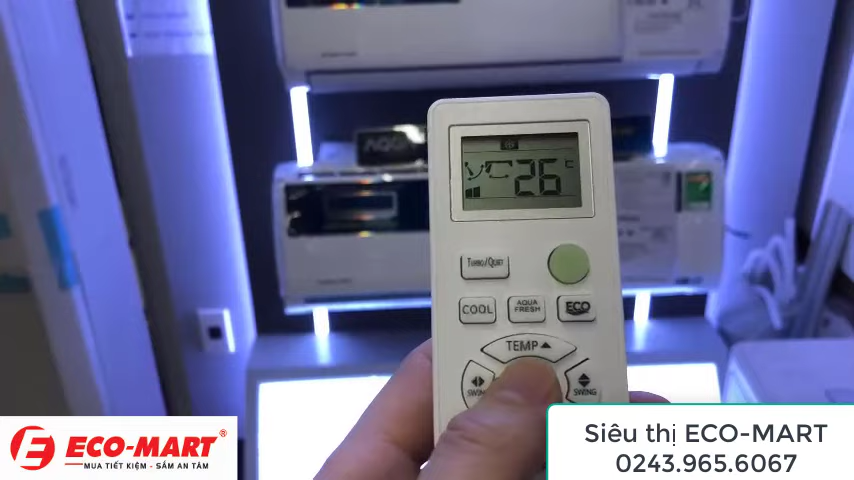 26 °C
TURBO/QUIET
COOL
AQUA
FRESH
ECO
TEMP
SWING
ECO-MART®
MUA TIẾT KIỆM - SẮM AN TÂM
Siêu thị ECO-MART
0243.965.6067